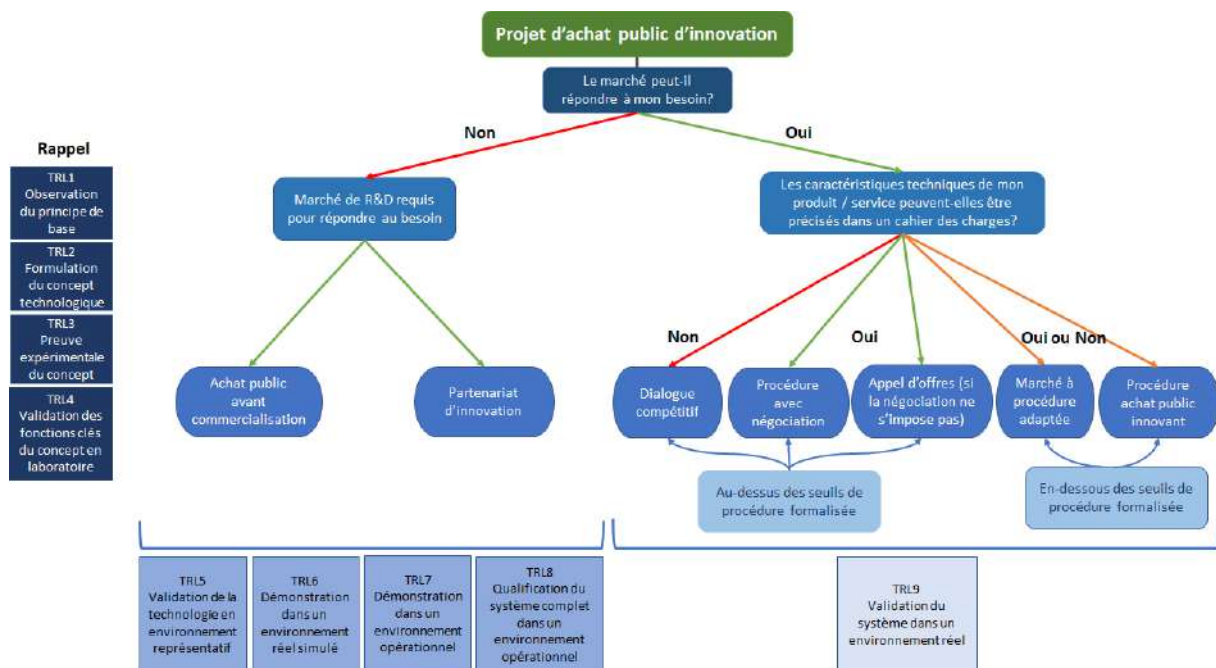 Projet d'achat public d'innovation
Le marché peut-il
répondre à mon besoin?
Non
Oui
Rappel
TRL1
Observation
du principe de
base
TRL2
Formulation
du concept
technologique
TRL3
Preuve
expérimentale
du concept
TRL4
Validation des
fonctions clés
du concept en
laboratoire
Marché de R&D requis
pour répondre au besoin
Les caractéristiques techniques de mon
produit / service peuvent-elles être
précisés dans un cahier des charges?
Non
Oui
Oui ou Non
Achat public
avant
commercialisation
Partenariat
d'innovation
Dialogue
compétitif
Procédure
avec
négociation
Appel d'offres (si
la négociation ne
s'impose pas)
Marché à
procédure
adaptée
Procédure
achat public
innovant
Au-dessus des seuils de
procédure formalisée
En-dessous des seuils de
procédure formalisée
TRL5
Validation de la
technologie en
environnement
représentatif
TRL6
Démonstration
dans un
environnement
réel simulé
TRL7
Démonstration
dans un
environnement
opérationnel
TRL8
Qualification du
système complet
dans un
environnement
opérationnel
TRL9
Validation du
système dans un
environnement réel